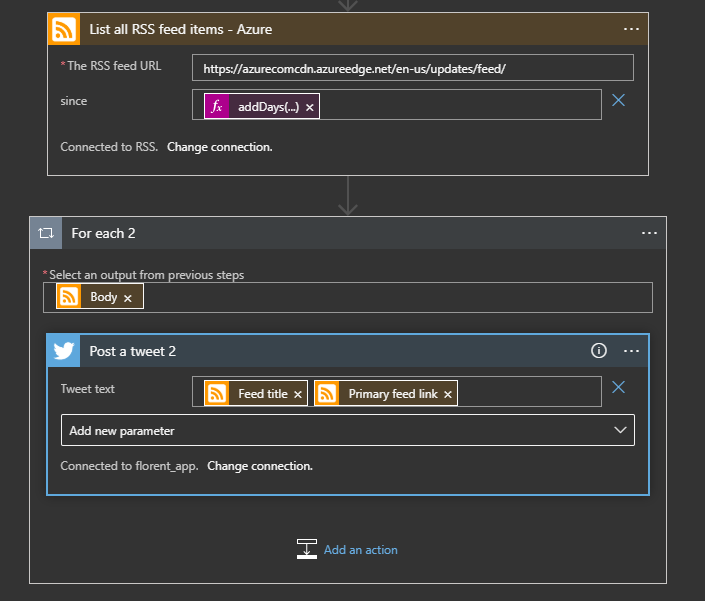 List all RSS feed items - Azure
*The RSS feed URL
https://azurecomcdn.azureedge.net/en-us/updates/feed/
since
fx addDays(...) ×
Connected to RSS. Change connection.
For each 2
*Select an output from previous steps
Body ×
Post a tweet 2
Tweet text
Feed title × Primary feed link ×
Add new parameter
Connected to florent_app. Change connection.
Add an action